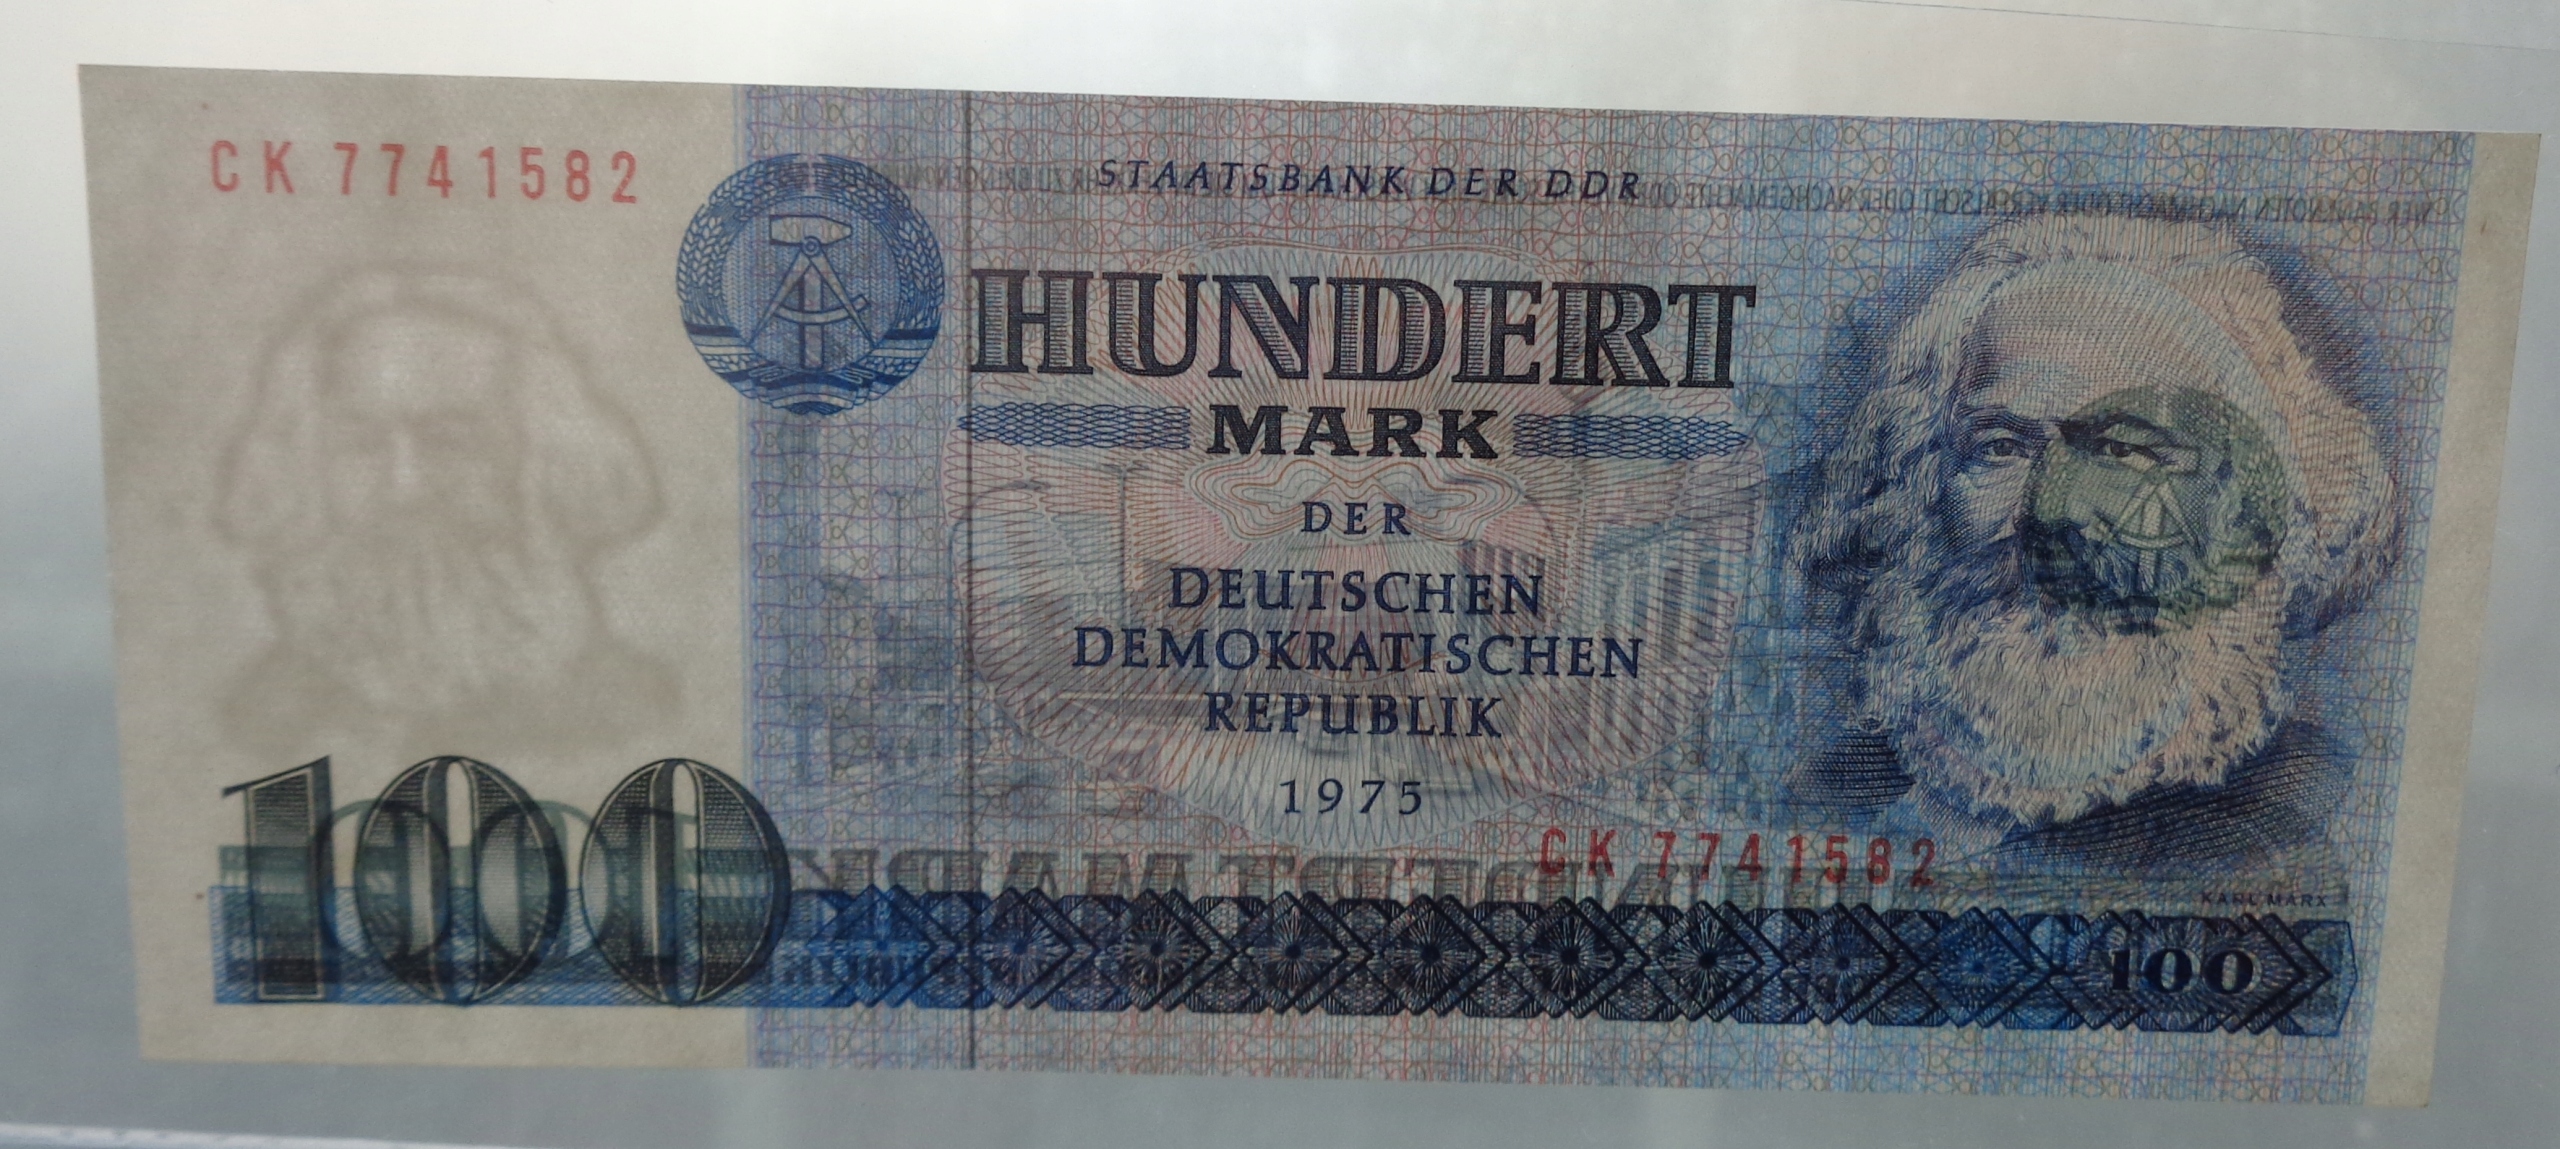 CK 7741582
STAATSBANK DER DDR
HUNDERT
MARK
DER
DEUTSCHEN
DEMOKRATISCHEN
REPUBLIK
1975
CK 7741582
KARL MARX
100
100